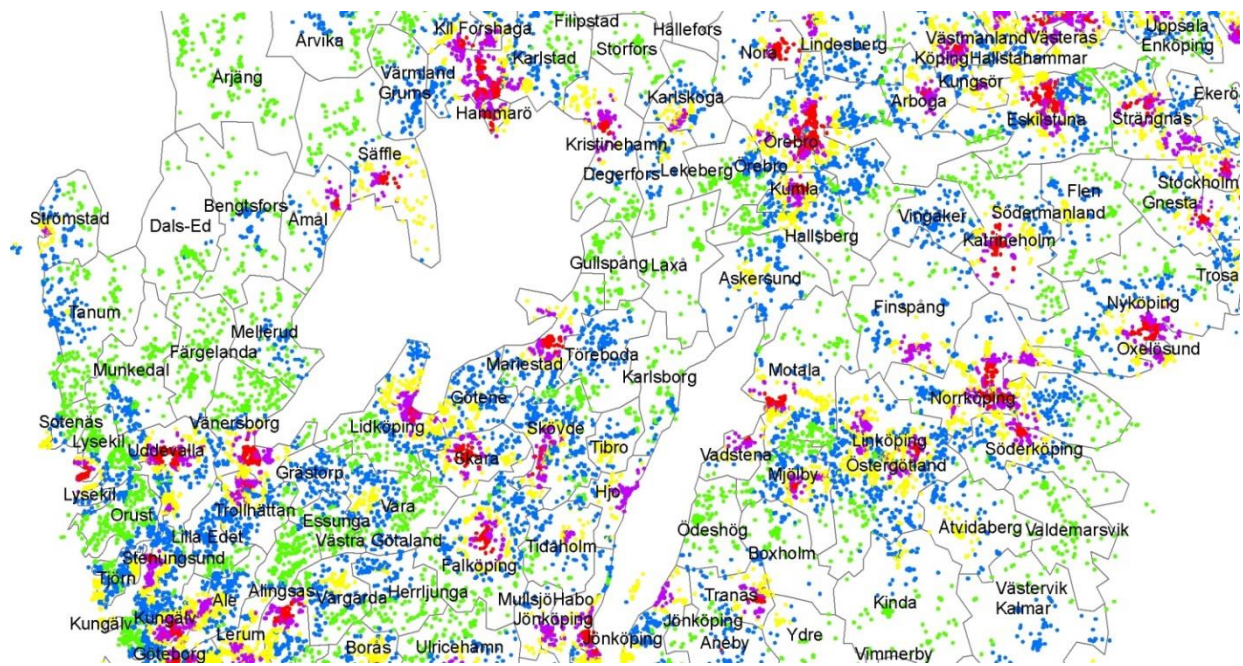 Arvika
Kil Forshaga
Filipstad
Hällefors
Storfors
Nora
Lindesberg
Västmanland
Västerås
Uppsala
Enköping
Köping
Hallstahammar
Årjäng
Värmland
Karlstad
Grums
Hammarö
Karlskoga
Arboga
Kungsör
Eskilstuna
Strängnäs
Ekerö
Säffle
Kristinehamn
Degerfors
Lekeberg
Örebro
Örebro
Kumla
Stockholm
Gnesta
Flen
Södermanland
Strömstad
Bengtsfors
Åmål
Dals-Ed
Vingåker
Katrineholm
Hallsberg
Gullspång
Laxå
Askersund
Trosa
Tanum
Finspång
Nyköping
Oxelösund
Mellerud
Färgelanda
Munkedal
Mariestad
Töreboda
Karlsborg
Motala
Götene
Norrköping
Sotenäs
Lysekil
Vänersborg
Uddevalla
Lidköping
Skövde
Tibro
Vadstena
Linköping
Östergötland
Söderköping
Skara
Grästorp
Mjölby
Lysekil
Hjo
Orust
Trollhättan
Vara
Essunga
Västra Götaland
Lilla Edet
Ödeshög
Boxholm
Åtvidaberg
Valdemarsvik
Stenungsund
Tidaholm
Falköping
Tjörn
Ale
Alingsås
Vårgårda
Herrljunga
Mullsjö
Habo
Tranås
Kinda
Västervik
Kalmar
Kungälv
Kungälv
Lerum
Jönköping
Jönköping
Jönköping
Aneby
Ydre
Göteborg
Borås
Ulricehamn
Vimmerby